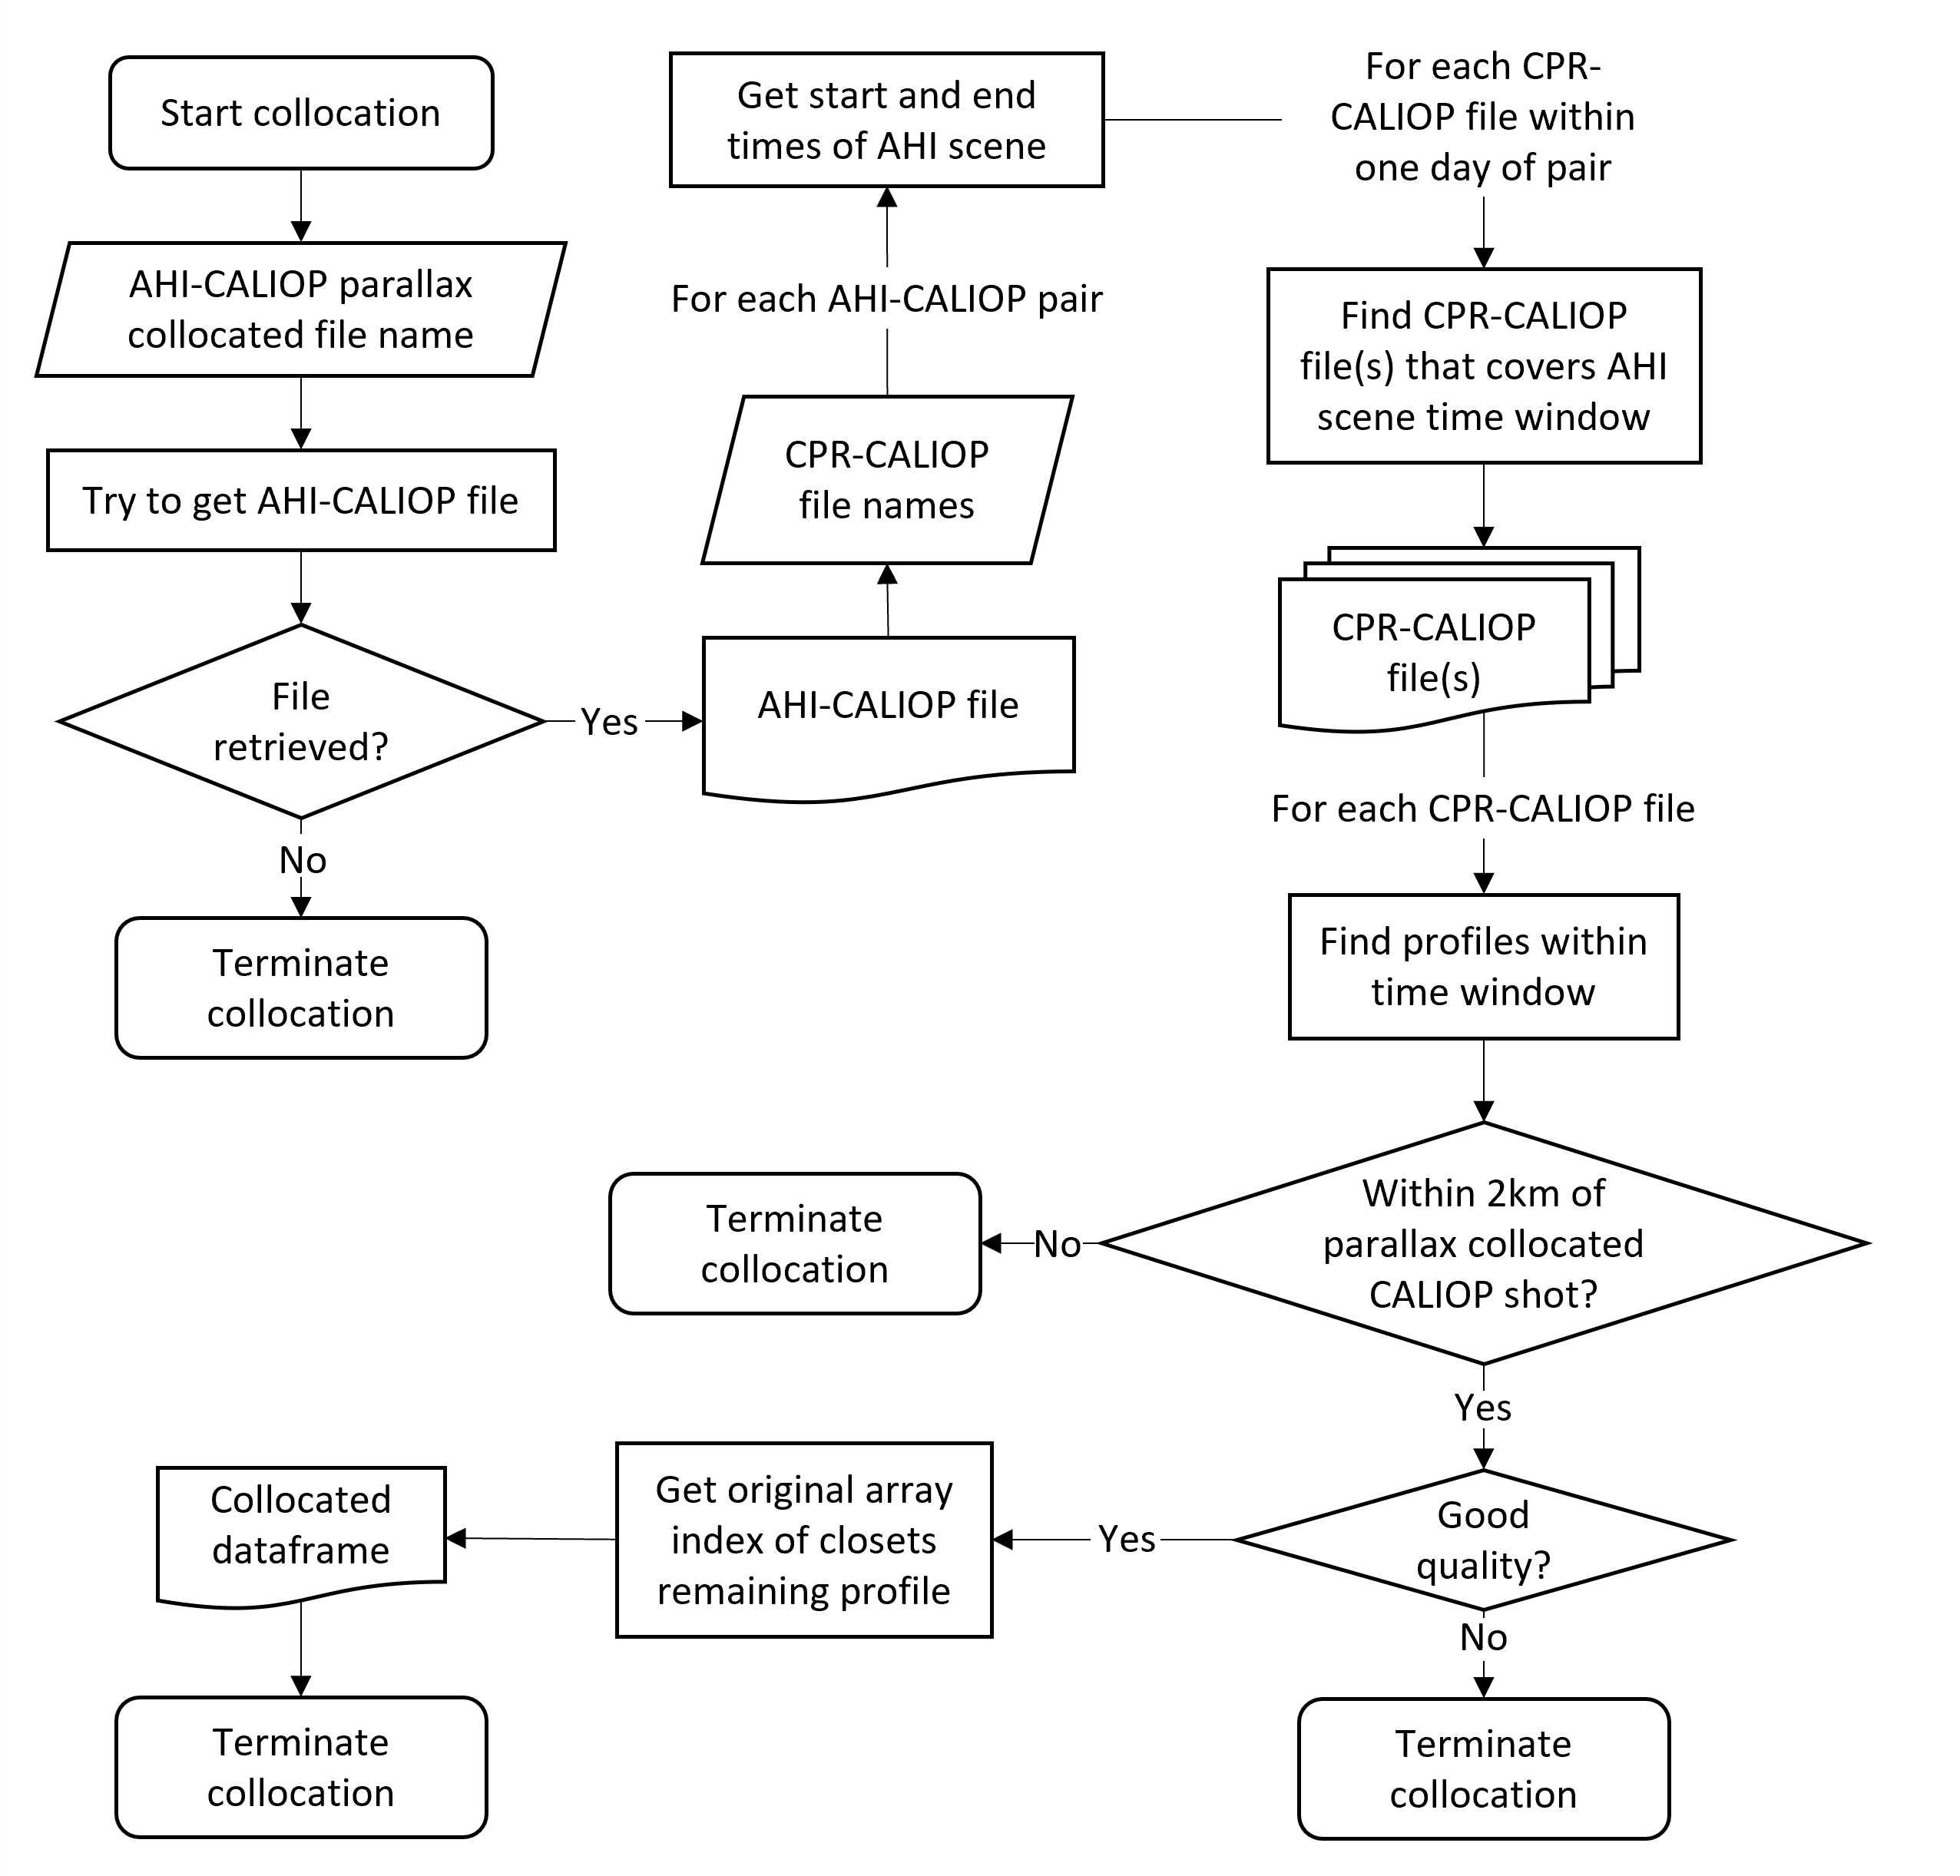 Start collocation
AHI-CALIOP parallax
collocated file name
Try to get AHI-CALIOP file
File
retrieved?
No
Terminate
collocation
Yes
AHI-CALIOP file
CPR-CALIOP
file names
For each AHI-CALIOP pair
Get start and end
times of AHI scene
For each CPR-
CALIOP file within
one day of pair
Find CPR-CALIOP
file(s) that covers AHI
scene time window
CPR-CALIOP
file(s)
For each CPR-CALIOP file
Find profiles within
time window
Within 2km of
parallax collocated
CALIOP shot?
No
Terminate
collocation
Yes
Good
quality?
No
Terminate
collocation
Yes
Get original array
index of closets
remaining profile
Collocated
dataframe
Terminate
collocation